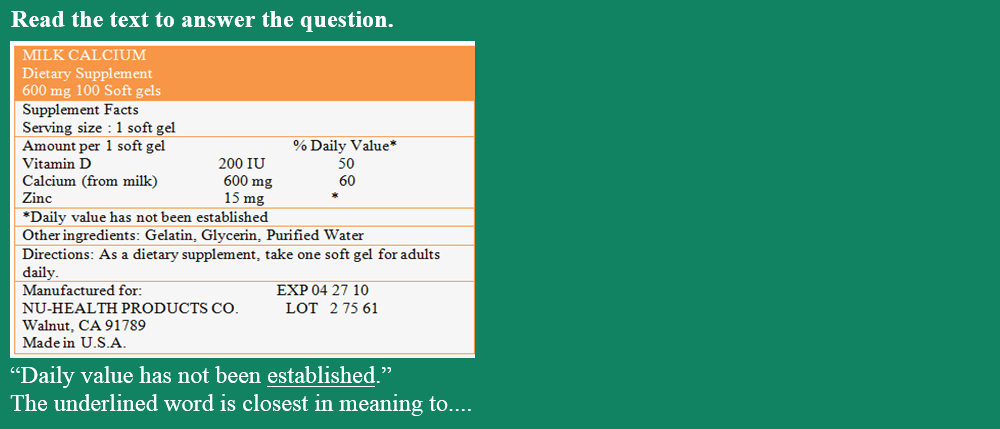 Read the text to answer the question.
MILK CALCIUM
Dietary Supplement
600 mg 100 Soft gels
Supplement Facts
Serving size : 1 soft gel
Amount per 1 soft gel % Daily Value*
Vitamin D 200 IU 50
Calcium (from milk) 600 mg 60
Zinc 15 mg *
*Daily value has not been established
Other ingredients: Gelatin, Glycerin, Purified Water
Directions: As a dietary supplement, take one soft gel for adults
daily.
Manufactured for: EXP 04 27 10
NU-HEALTH PRODUCTS CO. LOT 2 75 61
Walnut, CA 91789
Made in U.S.A.
“Daily value has not been established.”
The underlined word is closest in meaning to....